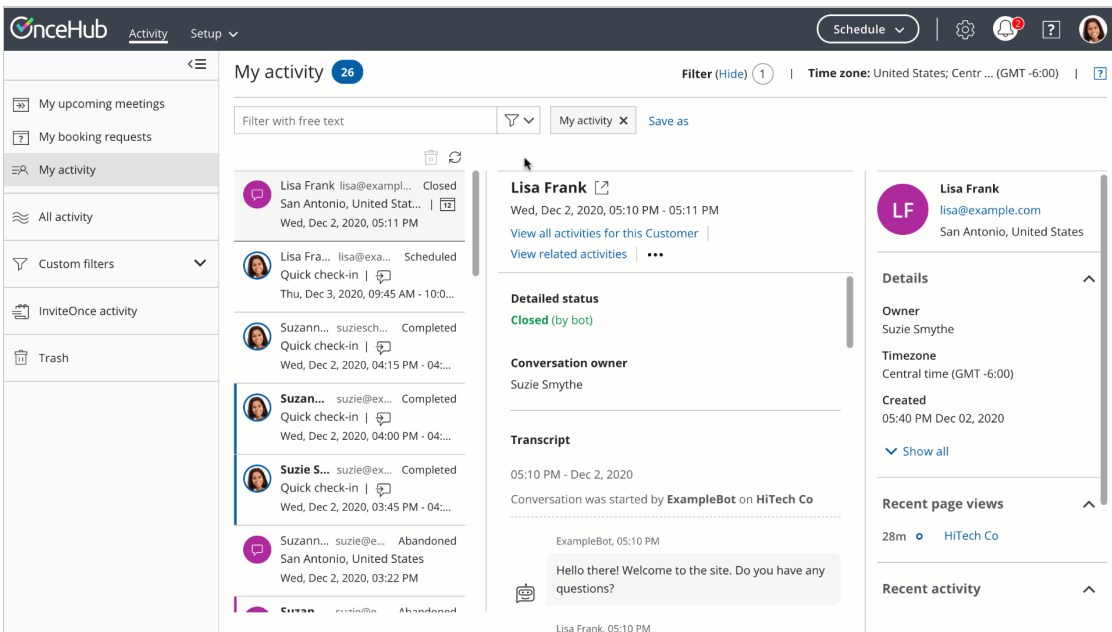 OnceHub
Activity
Setup
Schedule
2
?
My upcoming meetings
My booking requests
My activity
All activity
Custom filters
InviteOnce activity
Trash
My activity 26
Filter (Hide) 1 | Time zone: United States; Centr ... (GMT -6:00) | ?
Filter with free text
My activity
Save as
Lisa Frank lisa@exampl... Closed
San Antonio, United Stat... | 12
Wed, Dec 2, 2020, 05:11 PM
Lisa Fra... lisa@exa... Scheduled
Quick check-in |
Thu, Dec 3, 2020, 09:45 AM - 10:0...
Suzann... suziesch... Completed
Quick check-in |
Wed, Dec 2, 2020, 04:15 PM - 04:...
Suzan... suzie@ex... Completed
Quick check-in |
Wed, Dec 2, 2020, 04:00 PM - 04:...
Suzie S... suzie@ex... Completed
Quick check-in |
Wed, Dec 2, 2020, 03:45 PM - 04:...
Suzann... suzie@e... Abandoned
San Antonio, United States
Wed, Dec 2, 2020, 03:22 PM
Suzan... suzie@e... Abandoned
Lisa Frank
Wed, Dec 2, 2020, 05:10 PM - 05:11 PM
View all activities for this Customer
View related activities
Detailed status
Closed (by bot)
Conversation owner
Suzie Smythe
Transcript
05:10 PM - Dec 2, 2020
Conversation was started by ExampleBot on HiTech Co
ExampleBot, 05:10 PM
Hello there! Welcome to the site. Do you have any
questions?
Lisa Frank, 05:10 PM
LF
Lisa Frank
lisa@example.com
San Antonio, United States
Details
Owner
Suzie Smythe
Timezone
Central time (GMT -6:00)
Created
05:40 PM Dec 02, 2020
Show all
Recent page views
28m HiTech Co
Recent activity